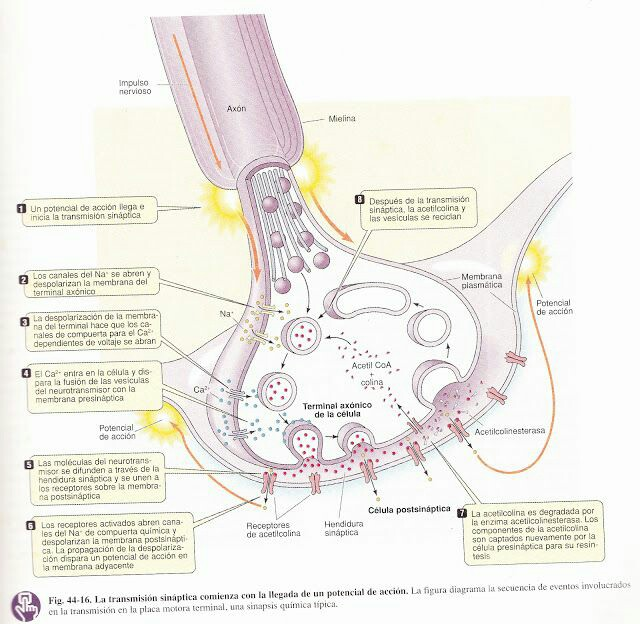 Impulso
nervioso
Axón
Mielina
1 Un potencial de acción llega e
inicia la transmisión sináptica
8 Después de la transmisión
sináptica, la acetilcolina y
las vesículas se reciclan
2 Los canales del Na⁺ se abren y
despolarizan la membrana del
terminal axónico
Membrana
plasmática
Na⁺
Potencial
de acción
3 La despolarización de la membra-
na del terminal hace que los ca-
nales de compuerta para el Ca²⁺
dependientes de voltaje se abran
Acetil CoA
+
colina
4 El Ca²⁺ entra en la célula y dis-
para la fusión de las vesículas
del neurotransmisor con la
membrana presináptica
Ca²⁺
Terminal axónico
de la célula
Potencial
de acción
Acetilcolinesterasa
5 Las moléculas del neurotrans-
misor se difunden a través de la
hendidura sináptica y se unen a
los receptores sobre la membra-
na postsináptica
Célula postsináptica
6 Los receptores activados abren cana-
les del Na⁺ de compuerta química y
despolarizan la membrana postsinápti-
ca. La propagación de la despolariza-
ción dispara un potencial de acción en
la membrana adyacente
Receptores
de acetilcolina
Hendidura
sináptica
7 La acetilcolina es degradada por
la enzima acetilcolinesterasa. Los
componentes de la acetilcolina
son captados nuevamente por la
célula presináptica para su resín-
tesis
Fig. 44-16. La transmisión sináptica comienza con la llegada de un potencial de acción. La figura diagrama la secuencia de eventos involucrados
en la transmisión en la placa motora terminal, una sinapsis química típica.